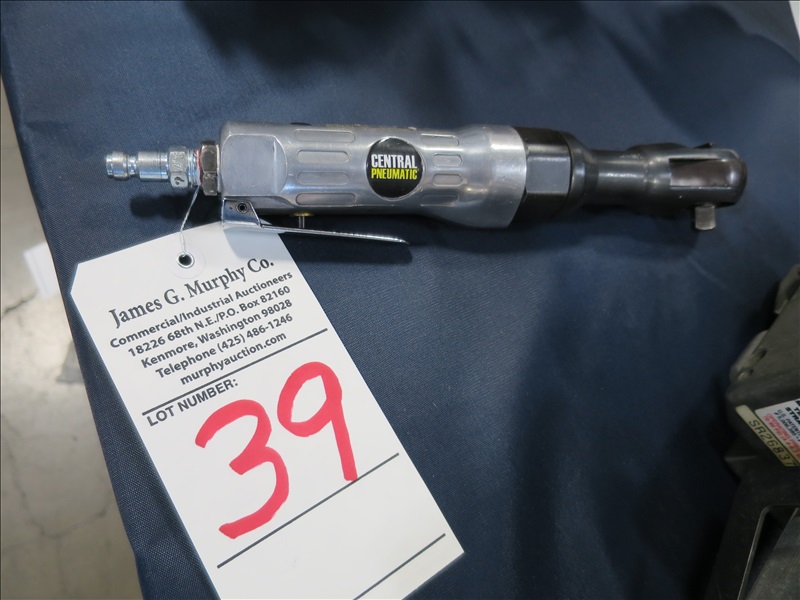 CENTRAL
PNEUMATIC
James G. Murphy Co.
Commercial/Industrial Auctioneers
18226 68th N.E./P.O. Box 82160
Kenmore, Washington 98028
Telephone (425) 486-1246
murphyauction.com
LOT NUMBER:
39